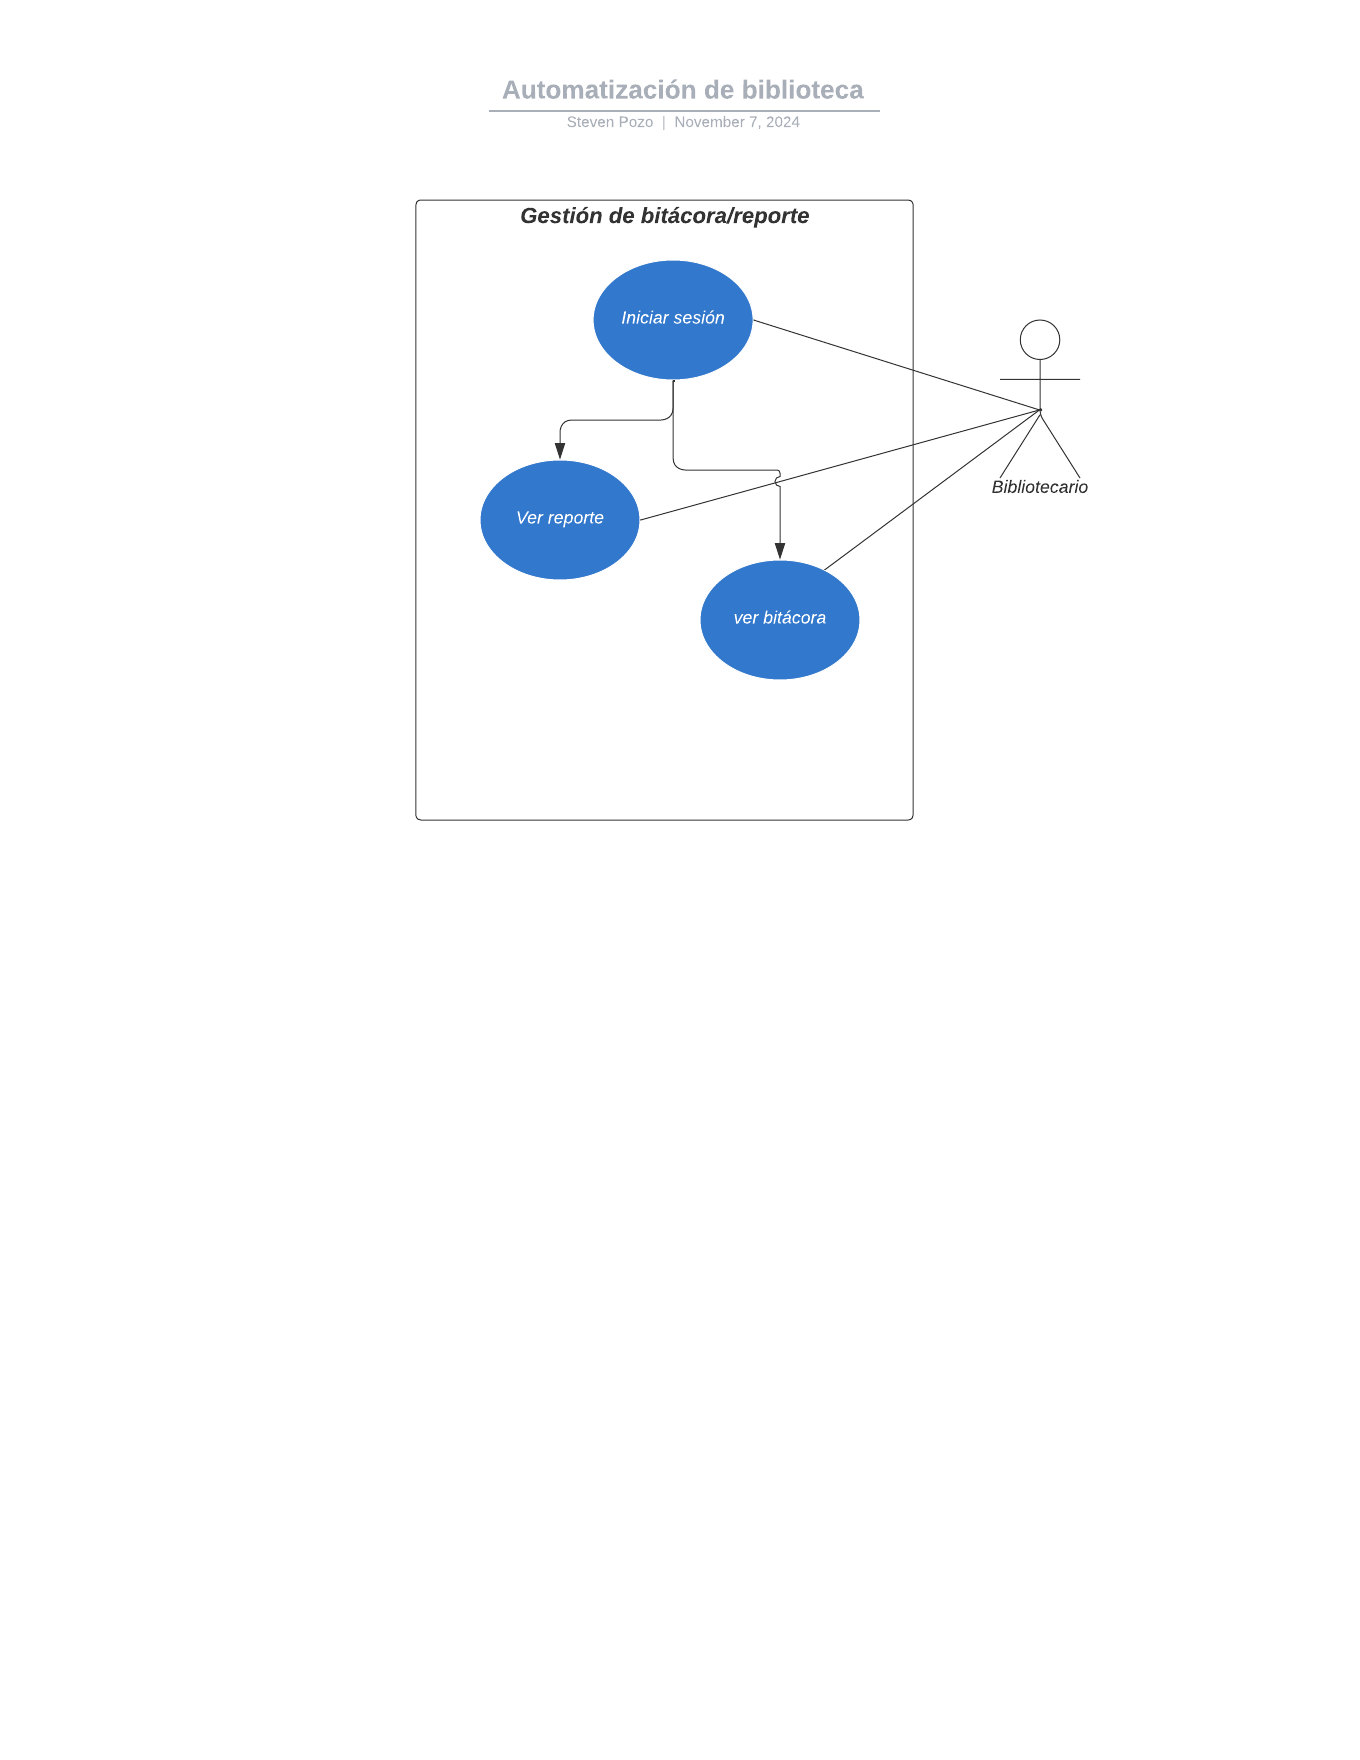 Automatización de biblioteca
Steven Pozo | November 7, 2024
Gestión de bitácora/reporte
Iniciar sesión
Bibliotecario
Ver reporte
ver bitácora